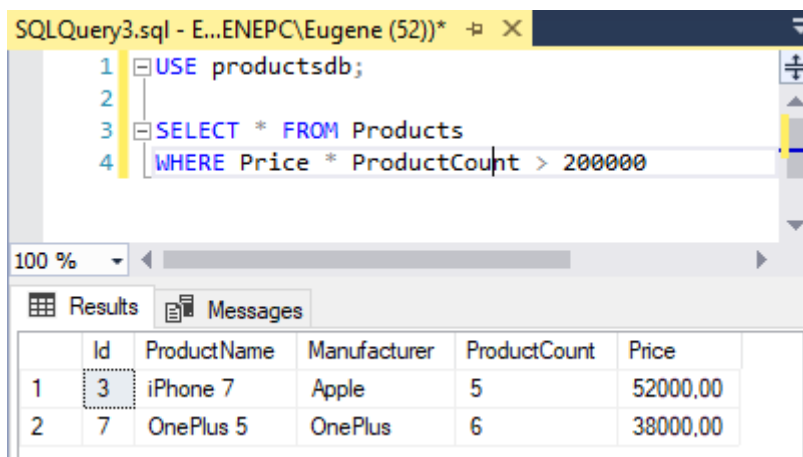 SQLQuery3.sql - E...ENEPC\Eugene (52))*
1 USE productsdb;
2
3 SELECT * FROM Products
4 WHERE Price * ProductCount > 200000
100 %
Results Messages
Id ProductName Manufacturer ProductCount Price
1 3 iPhone 7 Apple 5 52000,00
2 7 OnePlus 5 OnePlus 6 38000,00